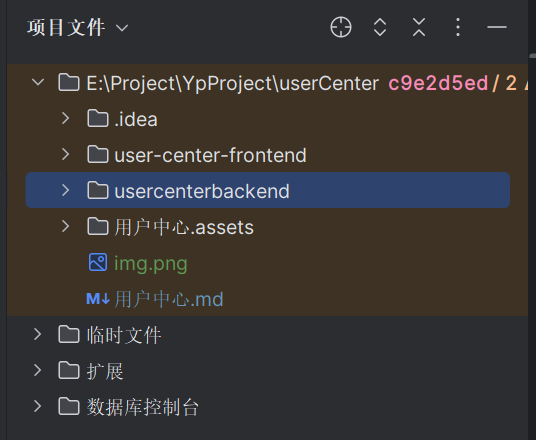 项目文件
E:\Project\YpProject\userCenter c9e2d5ed / 2
.idea
user-center-frontend
usercenterbackend
用户中心.assets
img.png
M↓ 用户中心.md
临时文件
扩展
数据库控制台